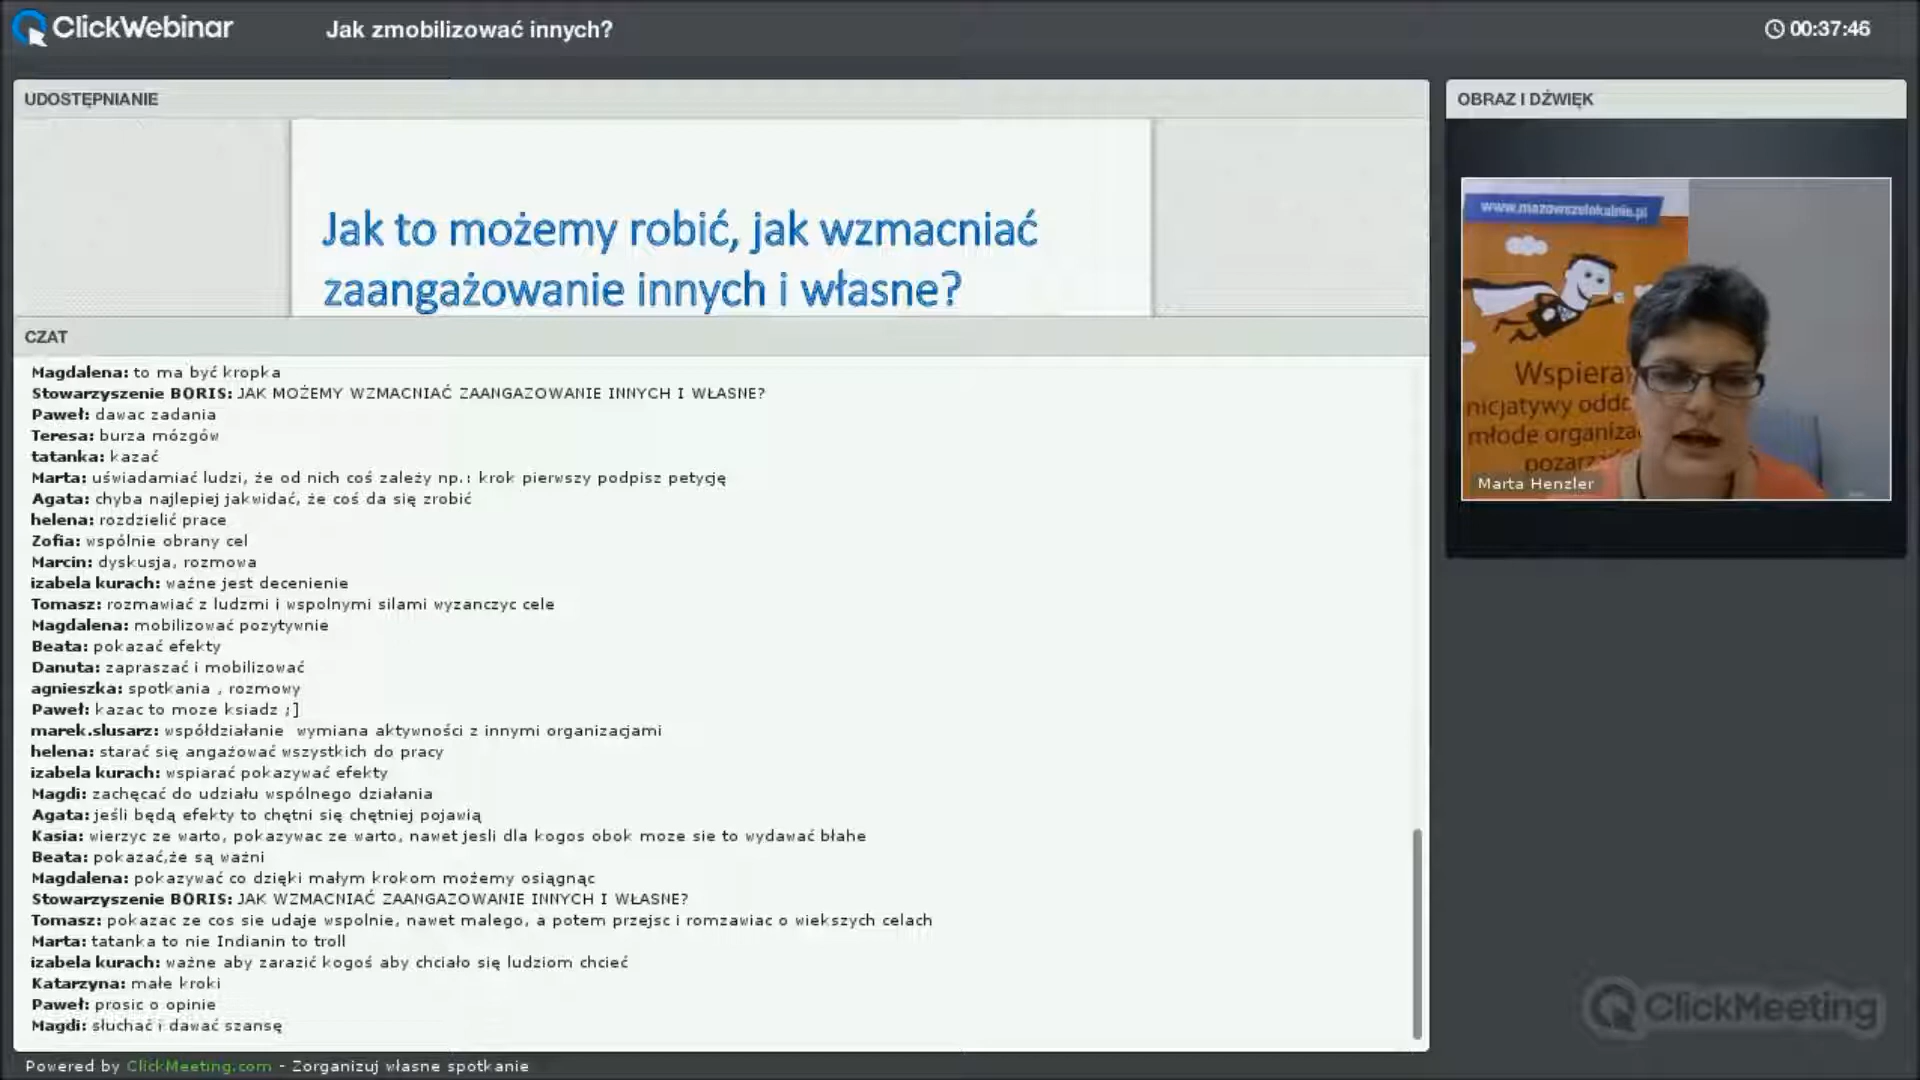 ClickWebinar
Jak zmobilizować innych?
00:37:46
UDOSTĘPNIANIE
OBRAZ I DŹWIĘK
Jak to możemy robić, jak wzmacniać
zaangażowanie innych i własne?
www.mazowszelokalnie.pl
Wspiera
nicjatywy oddo
młode organiza
pozarz
Marta Henzler
CZAT
Magdalena: to ma być kropka
Stowarzyszenie BORIS: JAK MOŻEMY WZMACNIAĆ ZAANGAZOWANIE INNYCH I WŁASNE?
Paweł: dawac zadania
Teresa: burza mózgów
tatanka: kazać
Marta: uświadamiać ludzi, że od nich coś zależy np.: krok pierwszy podpisz petycję
Agata: chyba najlepiej jakwidać, że coś da się zrobić
helena: rozdzielić prace
Zofia: wspólnie obrany cel
Marcin: dyskusja, rozmowa
izabela kurach: ważne jest decenienie
Tomasz: rozmawiać z ludzmi i wspolnymi silami wyzanczyc cele
Magdalena: mobilizować pozytywnie
Beata: pokazać efekty
Danuta: zapraszać i mobilizować
agnieszka: spotkania , rozmowy
Paweł: kazac to moze ksiadz ;]
marek.slusarz: współdziałanie  wymiana aktywności z innymi organizacjami
helena: starać się angażować wszystkich do pracy
izabela kurach: wspiarać pokazywać efekty
Magdi: zachęcać do udziału wspólnego działania
Agata: jeśli będą efekty to chętni się chętniej pojawią
Kasia: wierzyc ze warto, pokazywac ze warto, nawet jesli dla kogos obok moze sie to wydawać błahe
Beata: pokazać,że są ważni
Magdalena: pokazywać co dzięki małym krokom możemy osiągnąc
Stowarzyszenie BORIS: JAK WZMACNIAĆ ZAANGAZOWANIE INNYCH I WŁASNE?
Tomasz: pokazac ze cos sie udaje wspolnie, nawet malego, a potem przejsc i romzawiac o wiekszych celach
Marta: tatanka to nie Indianin to troll
izabela kurach: ważne aby zarazić kogoś aby chciało się ludziom chcieć
Katarzyna: małe kroki
Paweł: prosic o opinie
Magdi: słuchać i dawać szansę
ClickMeeting
Powered by ClickMeeting.com - Zorganizuj własne spotkanie